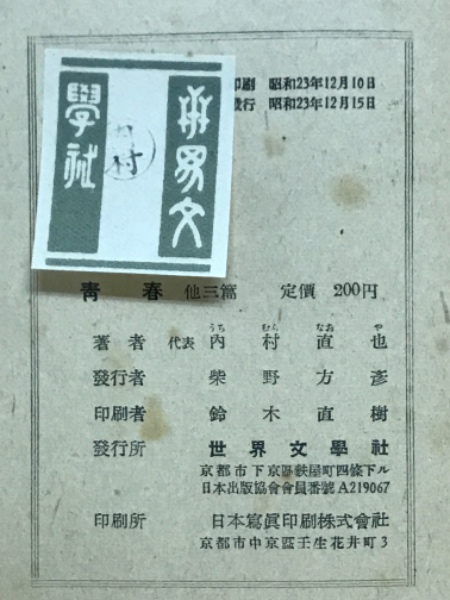 印刷 昭和23年12月10日
發行 昭和23年12月15日
世界文
學社
村
青春 他三篇 定價 200円
著者 代表 内村直也
うち むら なお や
發行者 柴野方彥
印刷者 鈴木直樹
發行所 世界文學社
京都市下京區麩屋町四條下ル
日本出版協會會員番號 A219067
印刷所 日本寫眞印刷株式會社
京都市中京區壬生花井町3